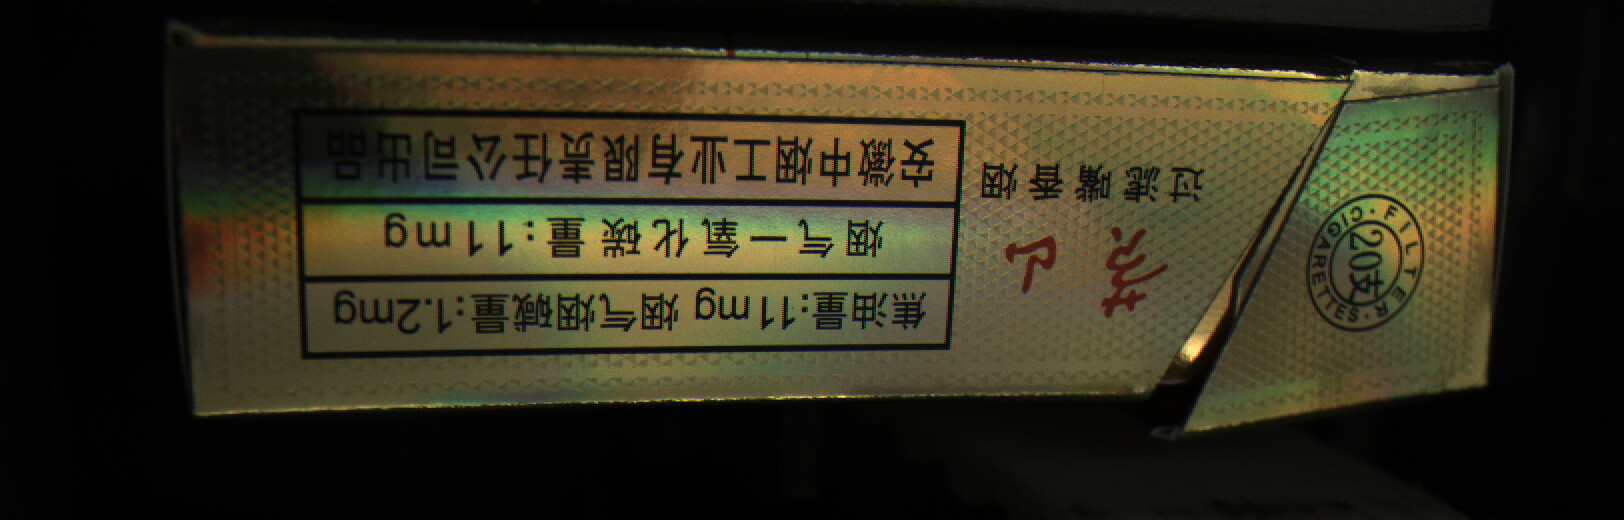 FILTER·CIGARETTES·
20支
黄山
过滤嘴香烟
焦油量:11mg 烟气烟碱量:1.2mg
烟气一氧化碳量:11mg
安徽中烟工业有限责任公司出品